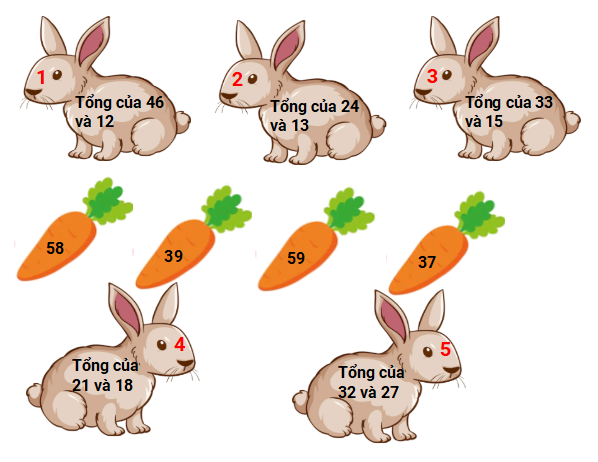 1
Tổng của 46
và 12
2
Tổng của 24
và 13
3
Tổng của 33
và 15
58
39
59
37
4
Tổng của
21 và 18
5
Tổng của
32 và 27